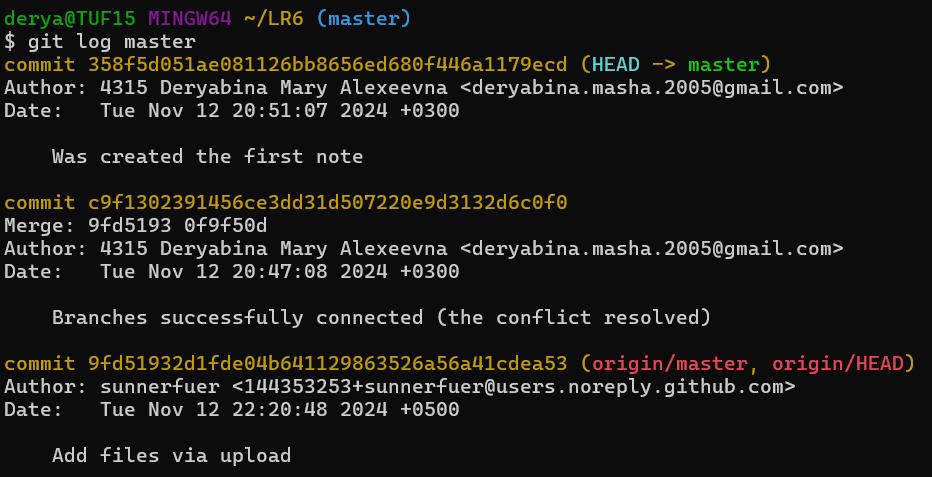 derya@TUF15 MINGW64 ~/LR6 (master)
$ git log master
commit 358f5d051ae081126bb8656ed680f446a1179ecd (HEAD -> master)
Author: 4315 Deryabina Mary Alexeevna <deryabina.masha.2005@gmail.com>
Date:   Tue Nov 12 20:51:07 2024 +0300
Was created the first note
commit c9f1302391456ce3dd31d507220e9d3132d6c0f0
Merge: 9fd5193 0f9f50d
Author: 4315 Deryabina Mary Alexeevna <deryabina.masha.2005@gmail.com>
Date:   Tue Nov 12 20:47:08 2024 +0300
Branches successfully connected (the conflict resolved)
commit 9fd51932d1fde04b641129863526a56a41cdea53 (origin/master, origin/HEAD)
Author: sunnerfuer <144353253+sunnerfuer@users.noreply.github.com>
Date:   Tue Nov 12 22:20:48 2024 +0500
Add files via upload